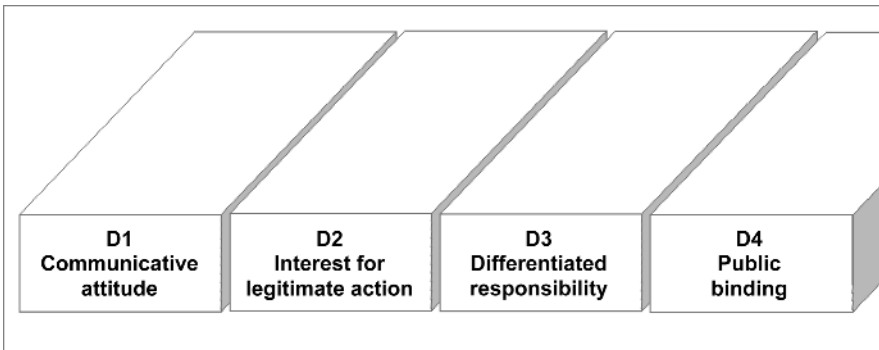 D1
Communicative
attitude
D2
Interest for
legitimate action
D3
Differentiated
responsibility
D4
Public
binding